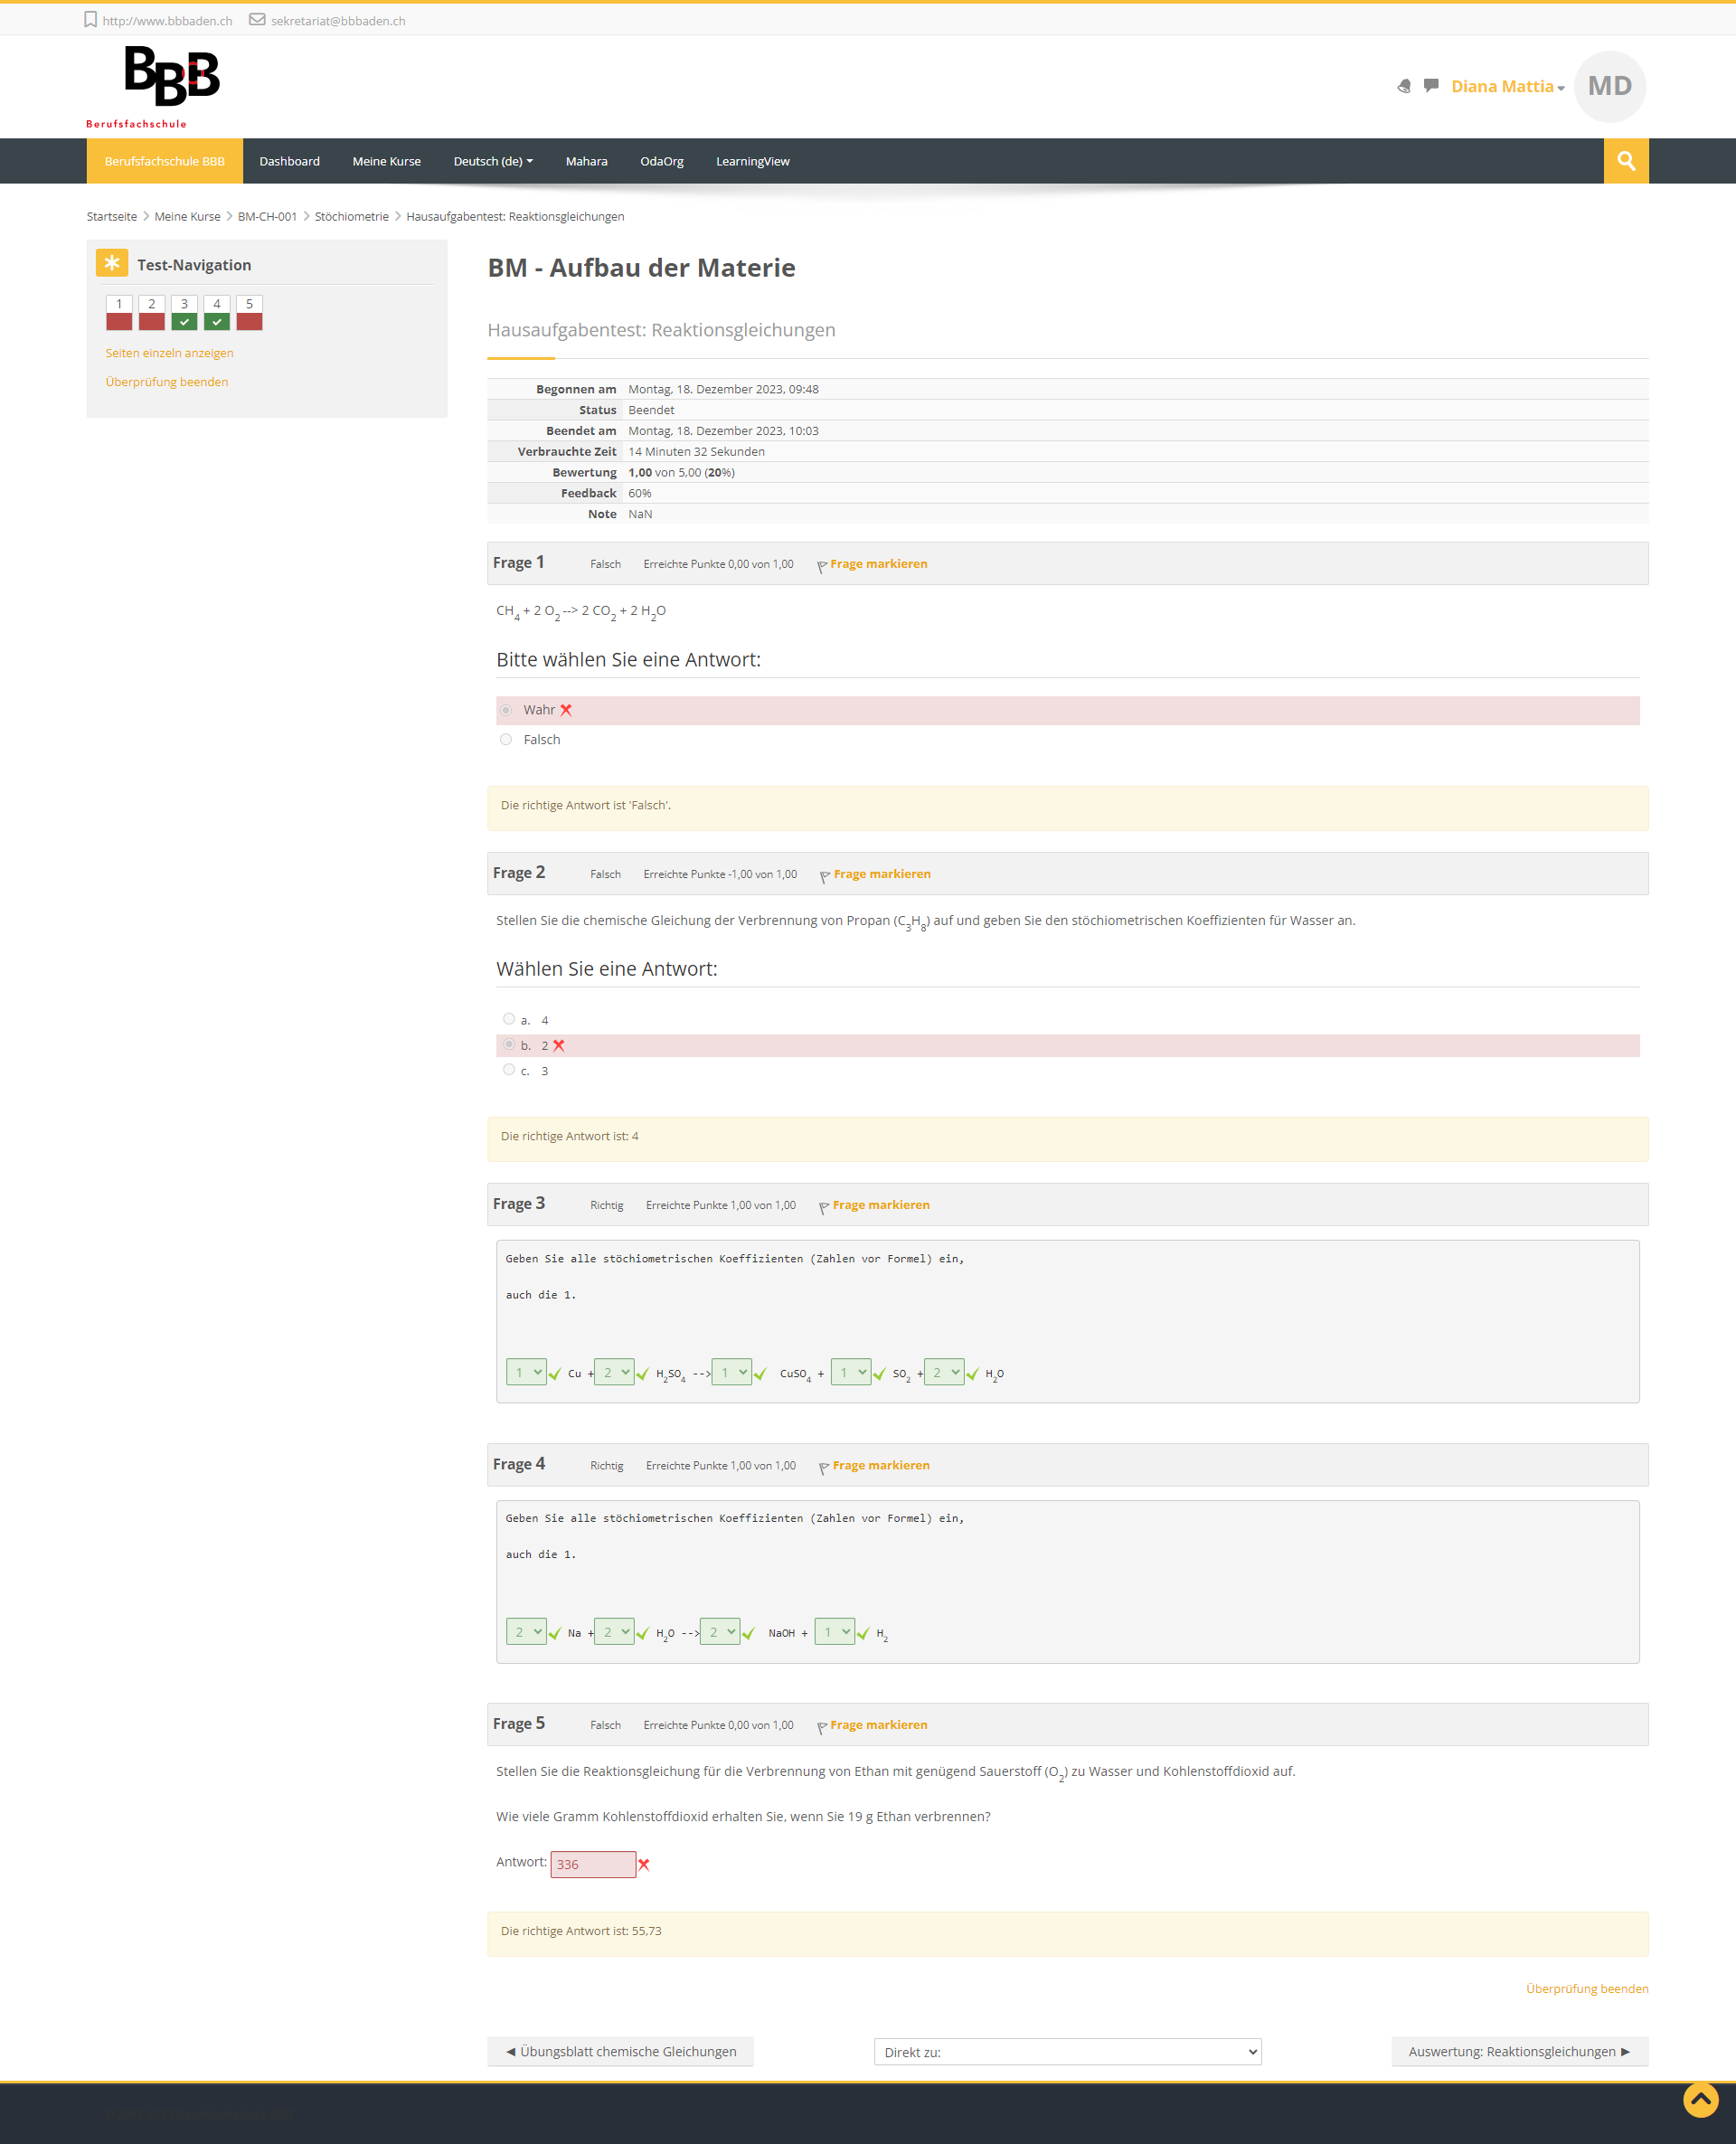 http://www.bbbaden.ch sekretariat@bbbaden.ch
BBB
Berufsfachschule
Diana Mattia MD
Berufsfachschule BBB Dashboard Meine Kurse Deutsch (de) Mahara OdaOrg LearningView
Startseite > Meine Kurse > BM-CH-001 > Stöchiometrie > Hausaufgabentest: Reaktionsgleichungen
Test-Navigation
1 2 3 4 5
Seiten einzeln anzeigen
Überprüfung beenden
BM - Aufbau der Materie
Hausaufgabentest: Reaktionsgleichungen
Begonnen am Montag, 18. Dezember 2023, 09:48
Status Beendet
Beendet am Montag, 18. Dezember 2023, 10:03
Verbrauchte Zeit 14 Minuten 32 Sekunden
Bewertung 1,00 von 5,00 (20%)
Feedback 60%
Note NaN
Frage 1 Falsch Erreichte Punkte 0,00 von 1,00 Frage markieren
CH₄ + 2 O₂ --> 2 CO₂ + 2 H₂O
Bitte wählen Sie eine Antwort:
Wahr
Falsch
Die richtige Antwort ist 'Falsch'.
Frage 2 Falsch Erreichte Punkte -1,00 von 1,00 Frage markieren
Stellen Sie die chemische Gleichung der Verbrennung von Propan (C₃H₈) auf und geben Sie den stöchiometrischen Koeffizienten für Wasser an.
Wählen Sie eine Antwort:
a. 4
b. 2
c. 3
Die richtige Antwort ist: 4
Frage 3 Richtig Erreichte Punkte 1,00 von 1,00 Frage markieren
Geben Sie alle stöchiometrischen Koeffizienten (Zahlen vor Formel) ein,
auch die 1.
1 Cu + 2 H₂SO₄ --> 1 CuSO₄ + 1 SO₂ + 2 H₂O
Frage 4 Richtig Erreichte Punkte 1,00 von 1,00 Frage markieren
Geben Sie alle stöchiometrischen Koeffizienten (Zahlen vor Formel) ein,
auch die 1.
2 Na + 2 H₂O --> 2 NaOH + 1 H₂
Frage 5 Falsch Erreichte Punkte 0,00 von 1,00 Frage markieren
Stellen Sie die Reaktionsgleichung für die Verbrennung von Ethan mit genügend Sauerstoff (O₂) zu Wasser und Kohlenstoffdioxid auf.
Wie viele Gramm Kohlenstoffdioxid erhalten Sie, wenn Sie 19 g Ethan verbrennen?
Antwort: 336
Die richtige Antwort ist: 55,73
Überprüfung beenden
◄ Übungsblatt chemische Gleichungen Direkt zu: Auswertung: Reaktionsgleichungen ►